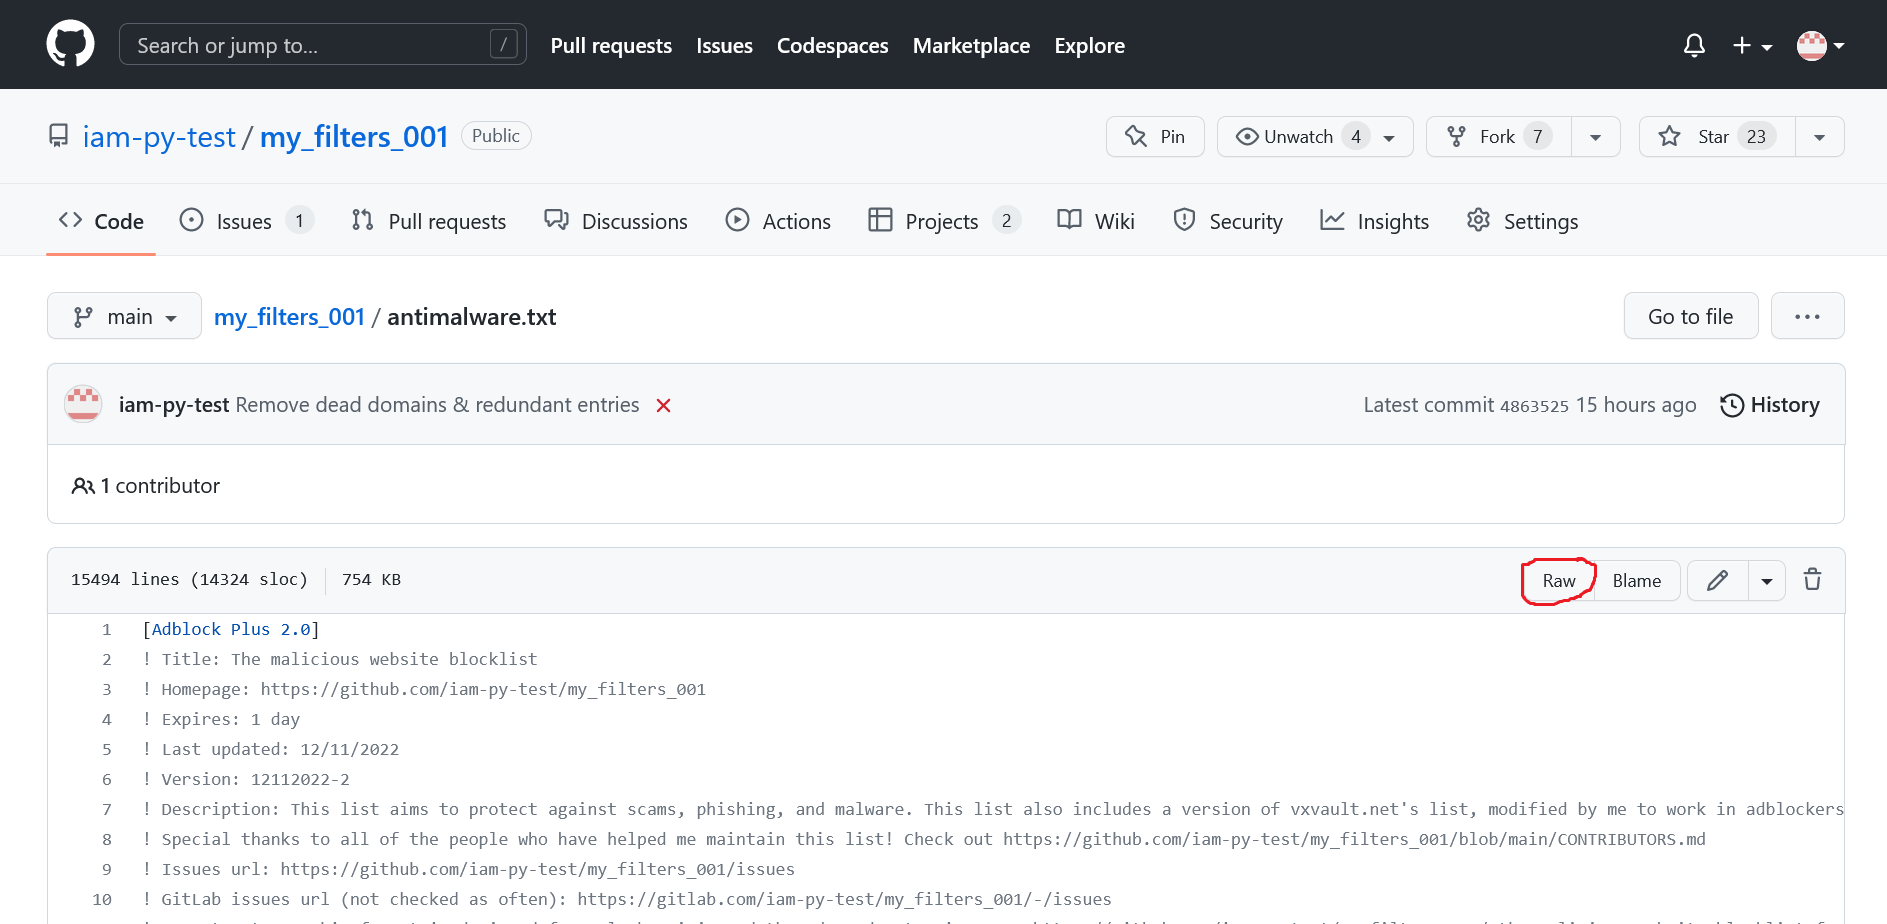 Search or jump to... /
Pull requests Issues Codespaces Marketplace Explore
iam-py-test / my_filters_001 Public
Pin Unwatch 4 Fork 7 Star 23
Code Issues 1 Pull requests Discussions Actions Projects 2 Wiki Security Insights Settings
main my_filters_001 / antimalware.txt Go to file ...
iam-py-test Remove dead domains & redundant entries Latest commit 4863525 15 hours ago History
1 contributor
15494 lines (14324 sloc) 754 KB Raw Blame
1 [Adblock Plus 2.0]
2 ! Title: The malicious website blocklist
3 ! Homepage: https://github.com/iam-py-test/my_filters_001
4 ! Expires: 1 day
5 ! Last updated: 12/11/2022
6 ! Version: 12112022-2
7 ! Description: This list aims to protect against scams, phishing, and malware. This list also includes a version of vxvault.net's list, modified by me to work in adblockers
8 ! Special thanks to all of the people who have helped me maintain this list! Check out https://github.com/iam-py-test/my_filters_001/blob/main/CONTRIBUTORS.md
9 ! Issues url: https://github.com/iam-py-test/my_filters_001/issues
10 ! GitLab issues url (not checked as often): https://gitlab.com/iam-py-test/my_filters_001/-/issues